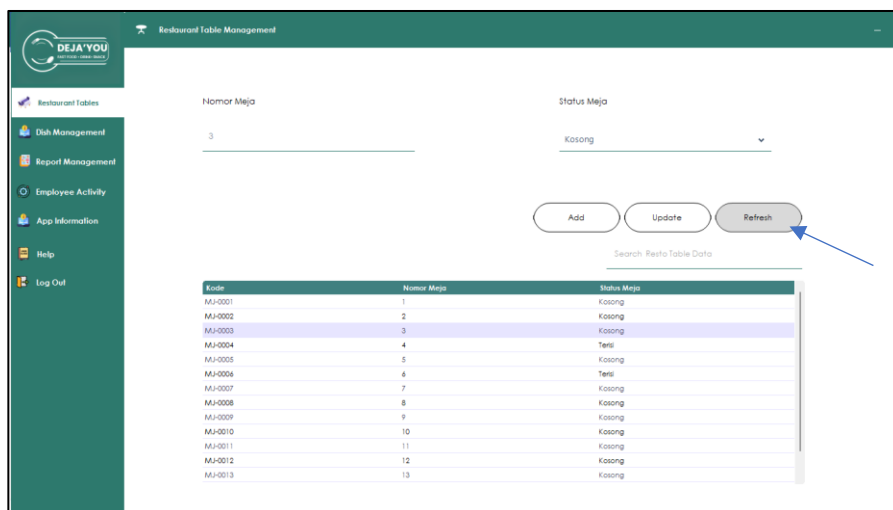 DEJA'YOU
FAST FOOD - DRINK - SNACK
Restaurant Table Management
Restaurant Tables
Dish Management
Report Management
Employee Activity
App Information
Help
Log Out
Nomor Meja
Status Meja
3
Kosong
Add
Update
Refresh
Search Resto Table Data
Kode Nomor Meja Status Meja
MJ-0001 1 Kosong
MJ-0002 2 Kosong
MJ-0003 3 Kosong
MJ-0004 4 Terisi
MJ-0005 5 Kosong
MJ-0006 6 Terisi
MJ-0007 7 Kosong
MJ-0008 8 Kosong
MJ-0009 9 Kosong
MJ-0010 10 Kosong
MJ-0011 11 Kosong
MJ-0012 12 Kosong
MJ-0013 13 Kosong